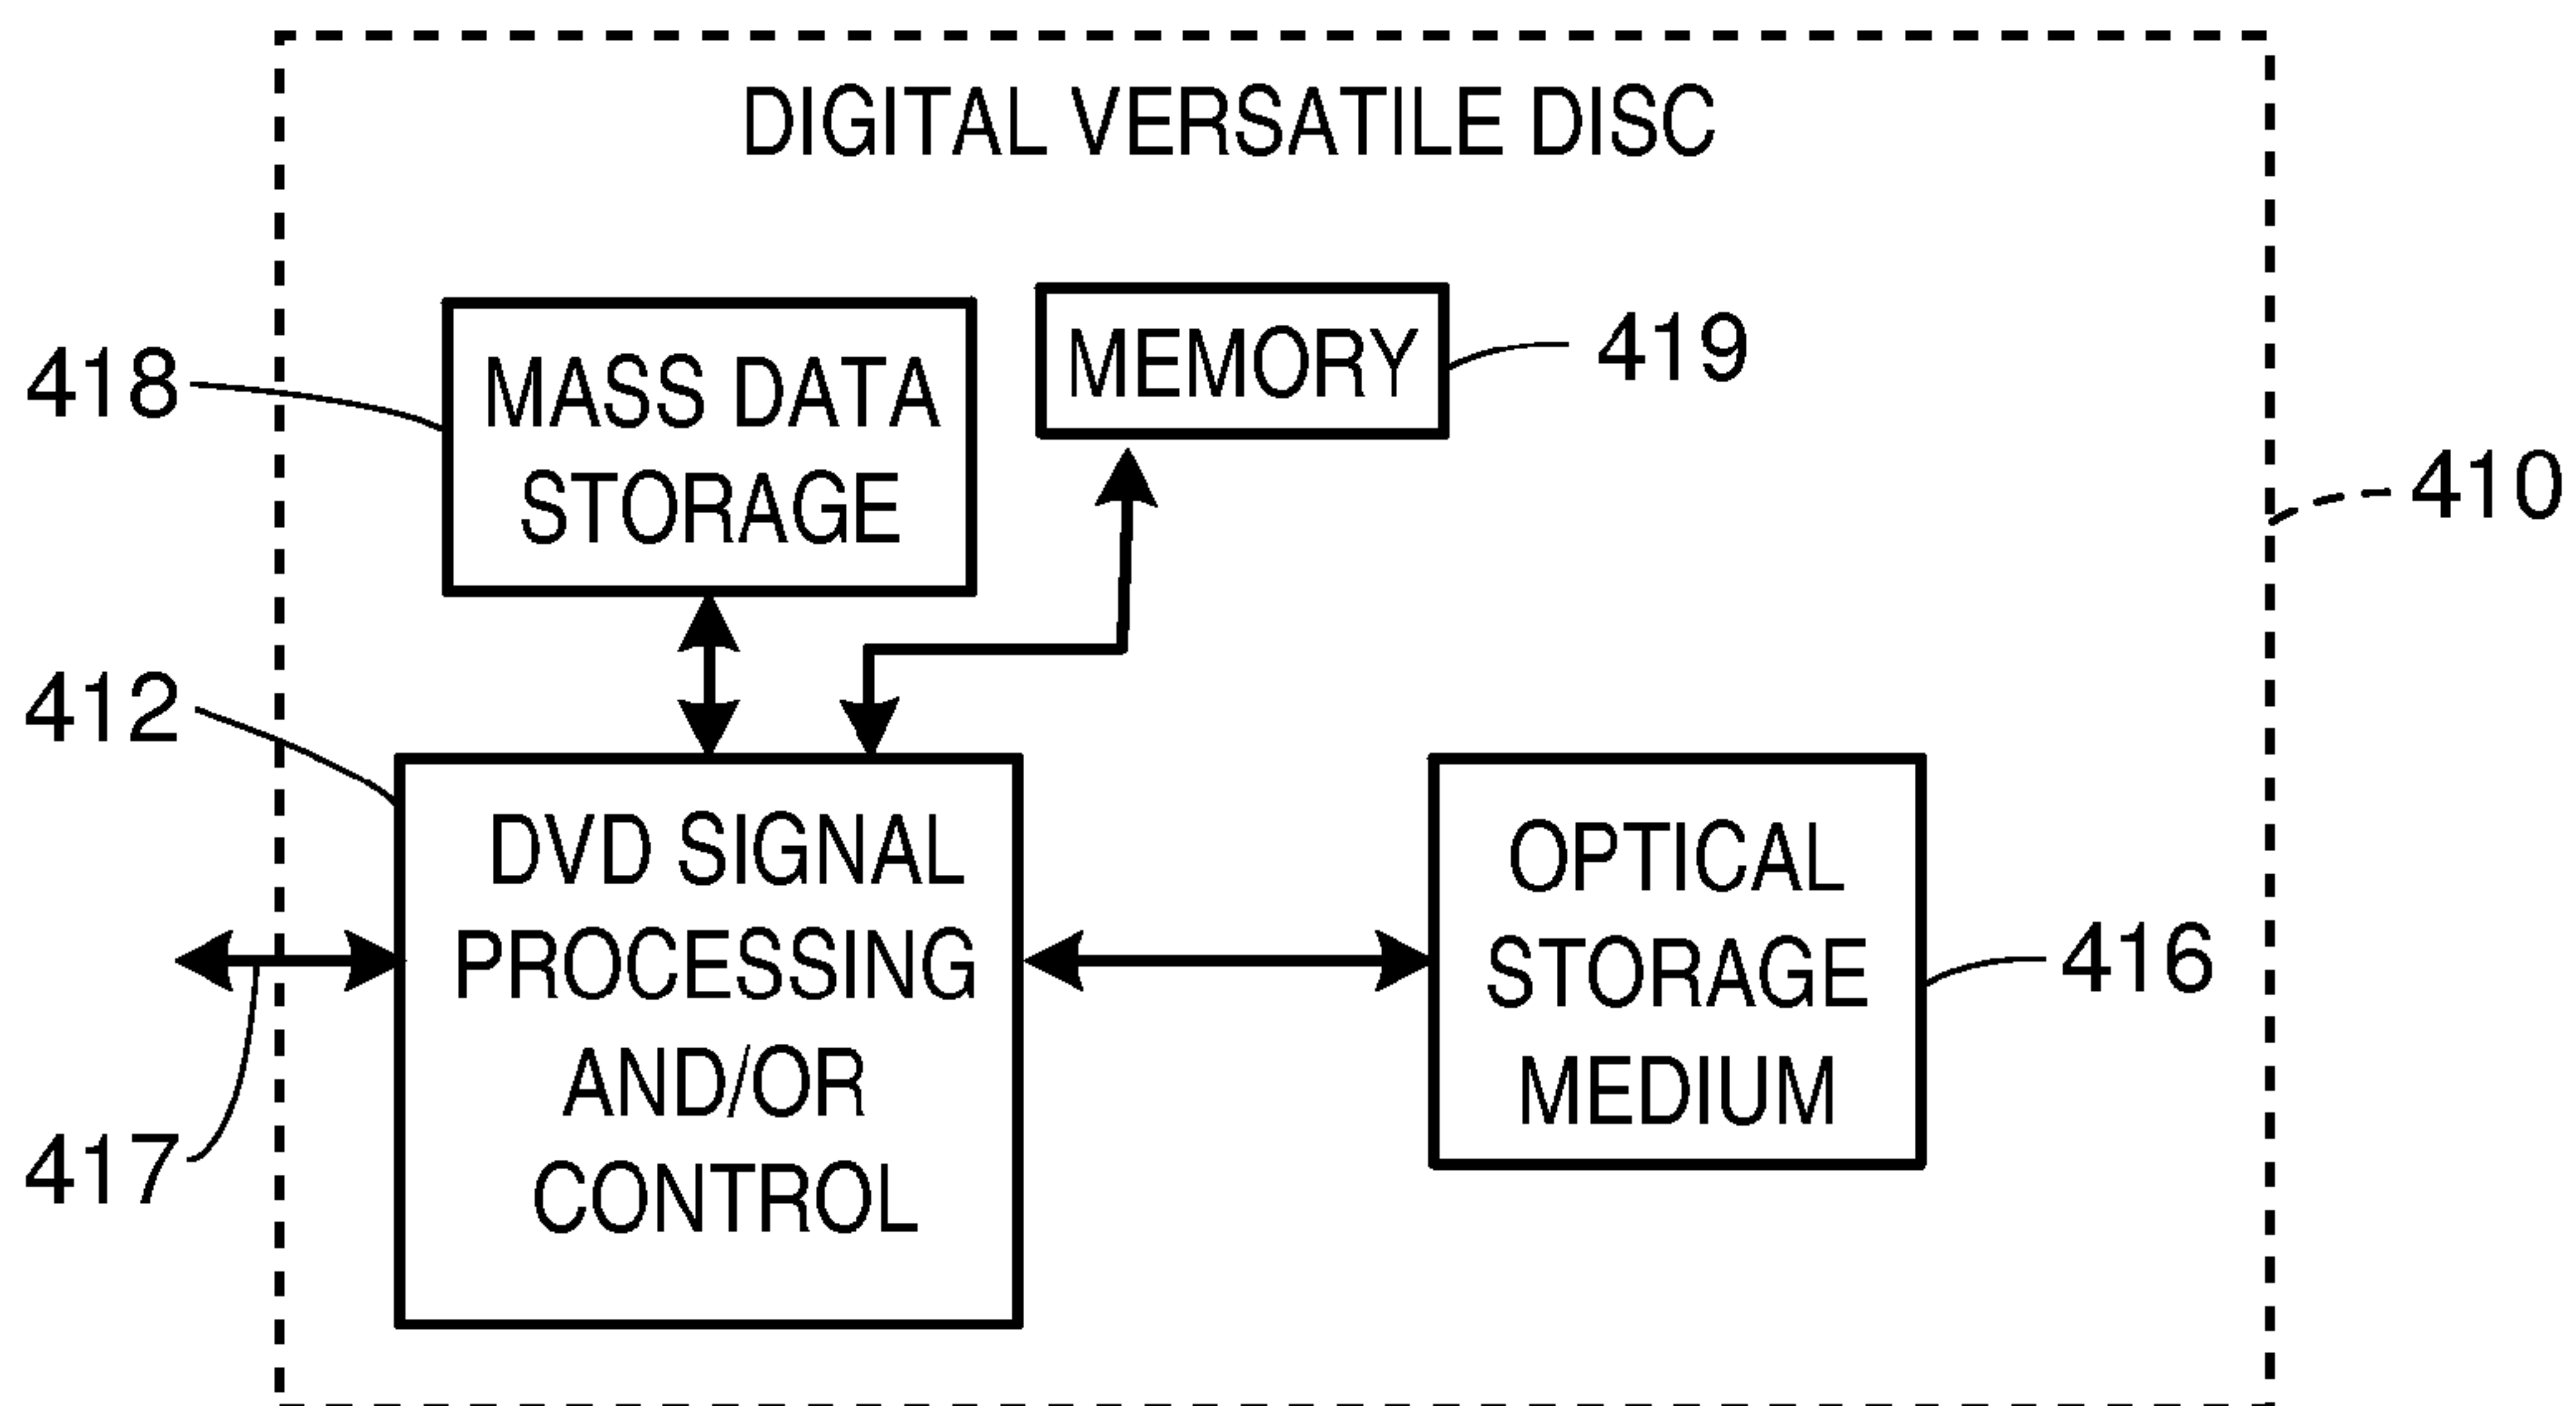 DIGITAL VERSATILE DISC
418
MASS DATA
STORAGE
MEMORY
419
410
412
DVD SIGNAL
PROCESSING
AND/OR
CONTROL
OPTICAL
STORAGE
MEDIUM
416
417